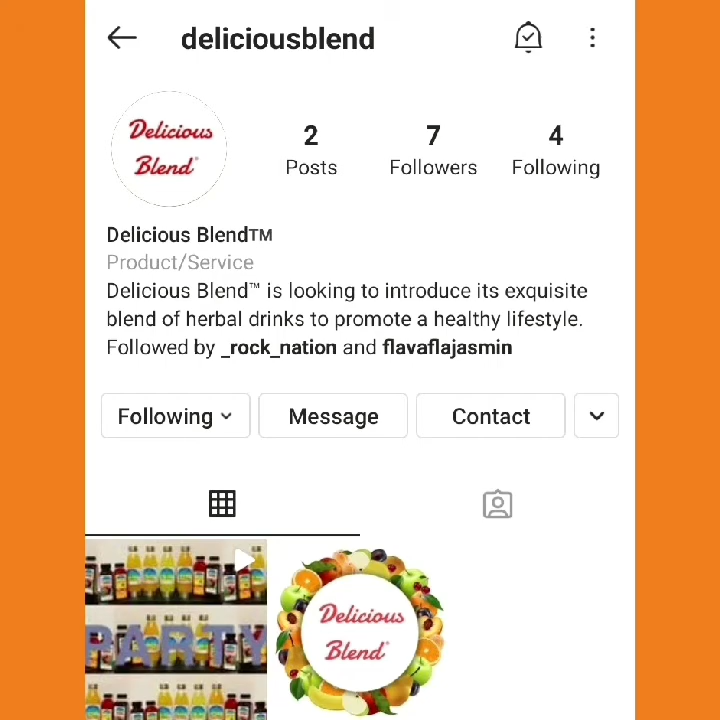 deliciousblend
Delicious
Blend®
2
Posts
7
Followers
4
Following
Delicious Blend™
Product/Service
Delicious Blend™ is looking to introduce its exquisite
blend of herbal drinks to promote a healthy lifestyle.
Followed by _rock_nation and flavaflajasmin
Following
Message
Contact
PARTY
Delicious
Blend®